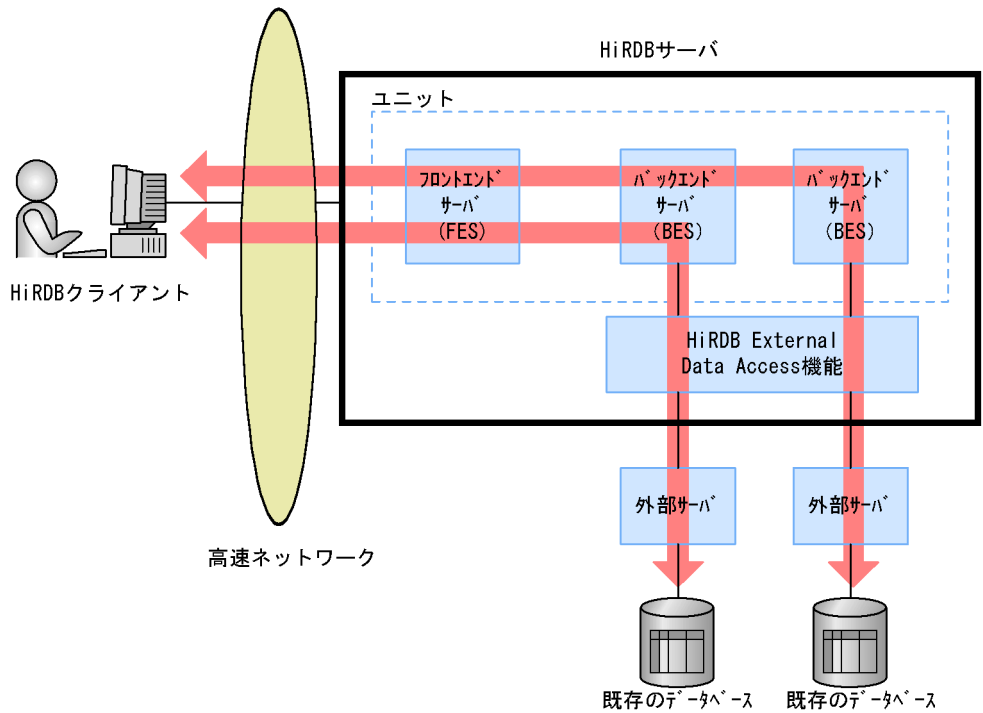 HiRDBサーバ
ユニット
ﾌﾛﾝﾄｴﾝﾄﾞ
ｻｰﾊﾞ
(FES)
ﾊﾞｯｸｴﾝﾄﾞ
ｻｰﾊﾞ
(BES)
ﾊﾞｯｸｴﾝﾄﾞ
ｻｰﾊﾞ
(BES)
HiRDBクライアント
HiRDB External
Data Access機能
外部ｻｰﾊﾞ
外部ｻｰﾊﾞ
高速ネットワーク
既存のﾃﾞｰﾀﾍﾞｰｽ
既存のﾃﾞｰﾀﾍﾞｰｽ